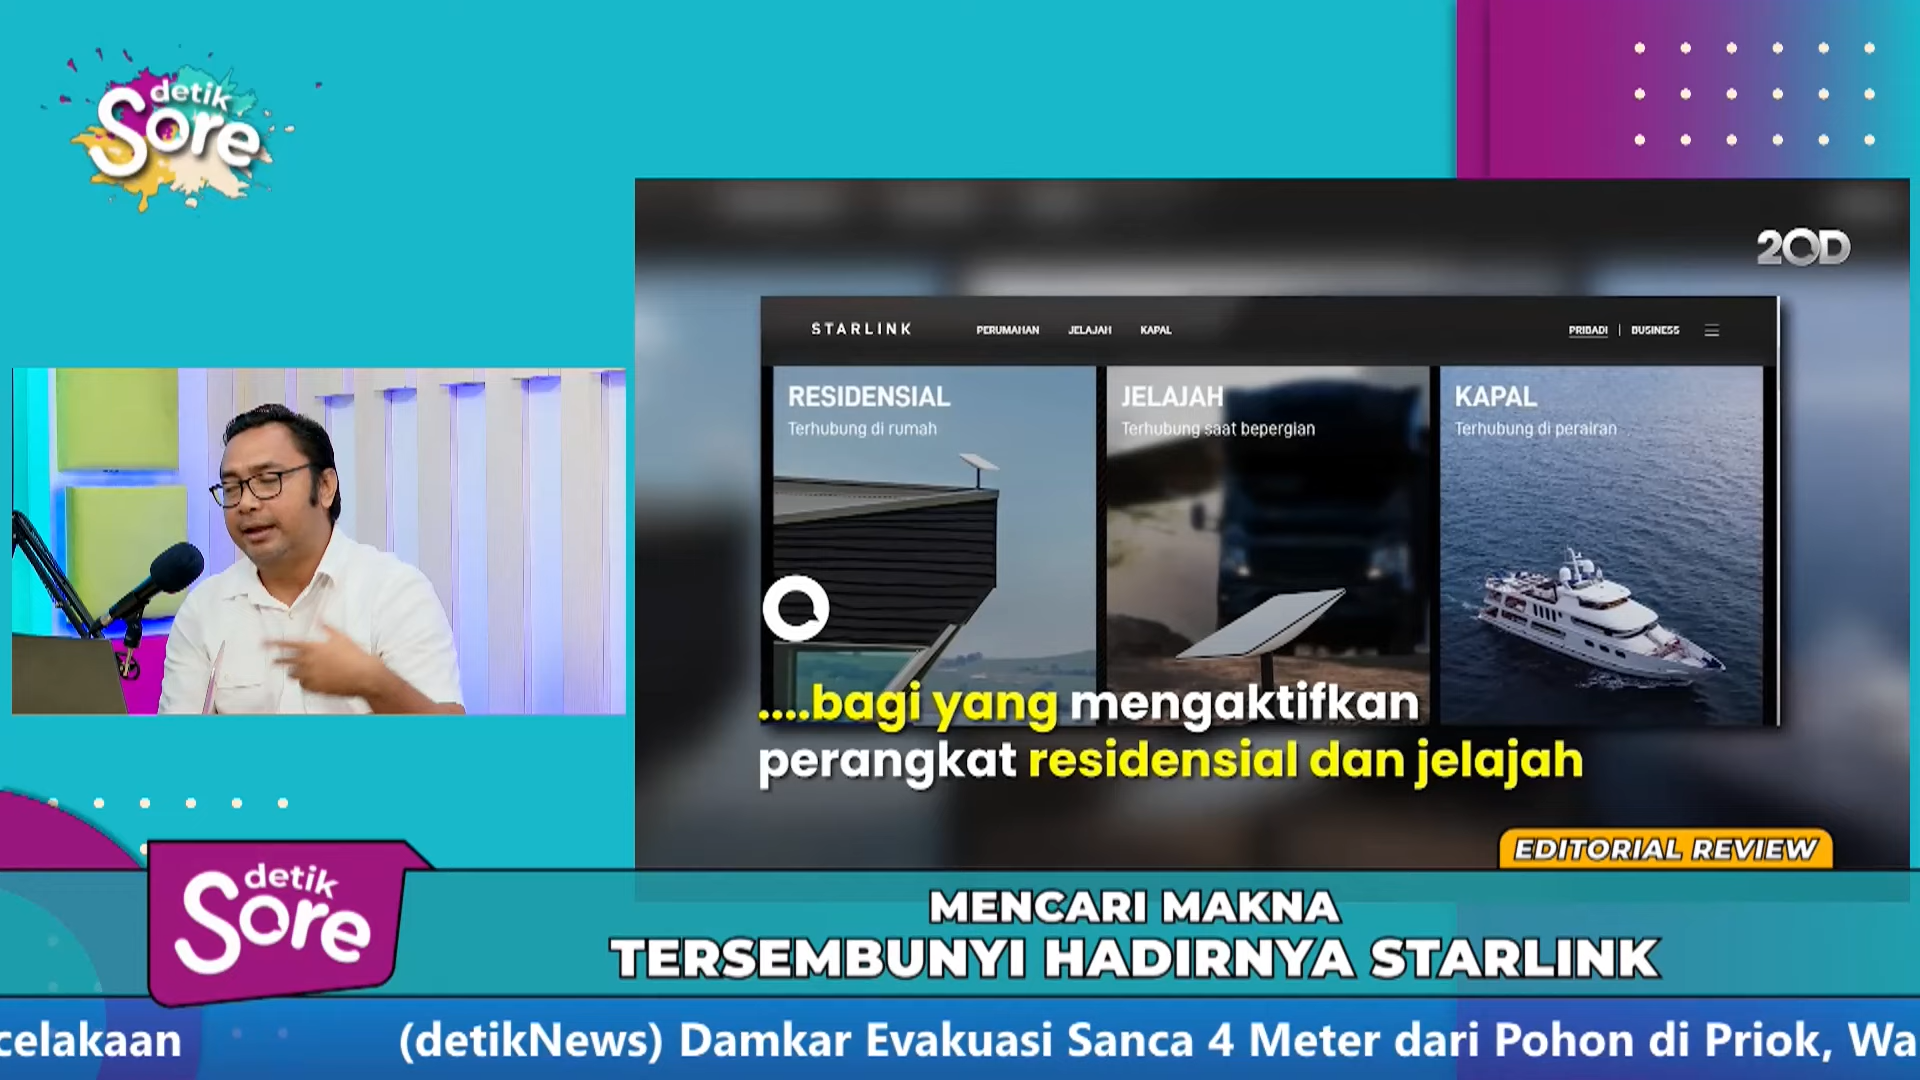 detik
Sore
20D
STARLINK
PERUMAHAN
JELAJAH
KAPAL
PRIBADI | BUSINESS
RESIDENSIAL
Terhubung di rumah
JELAJAH
Terhubung saat bepergian
KAPAL
Terhubung di perairan
....bagi yang mengaktifkan
perangkat residensial dan jelajah
EDITORIAL REVIEW
detik
Sore
MENCARI MAKNA
TERSEMBUNYI HADIRNYA STARLINK
celakaan
(detikNews) Damkar Evakuasi Sanca 4 Meter dari Pohon di Priok, Wa